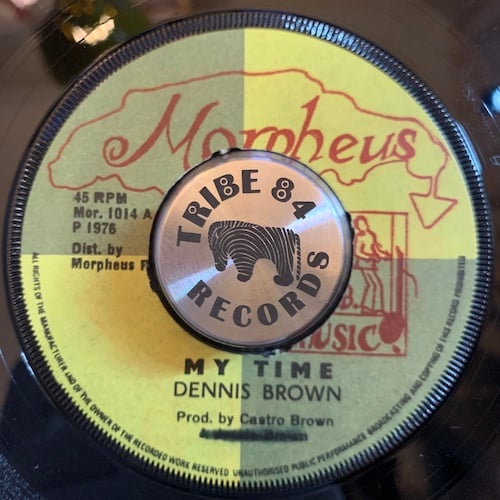 Morpheus
45 RPM
Mor. 1014 A
P 1976
Dist. by
Morpheus
TRIBE 84
RECORDS
MUSIC
MY TIME
DENNIS BROWN
Prod. by Castro Brown
ALL RIGHTS OF THE MANUFACTURER AND OF THE OWNER OF THE RECORDED WORK RESERVED UNAUTHORISED PUBLIC PERFORMANCE BROADCASTING AND COPYING OF THIS RECORD PROHIBITED